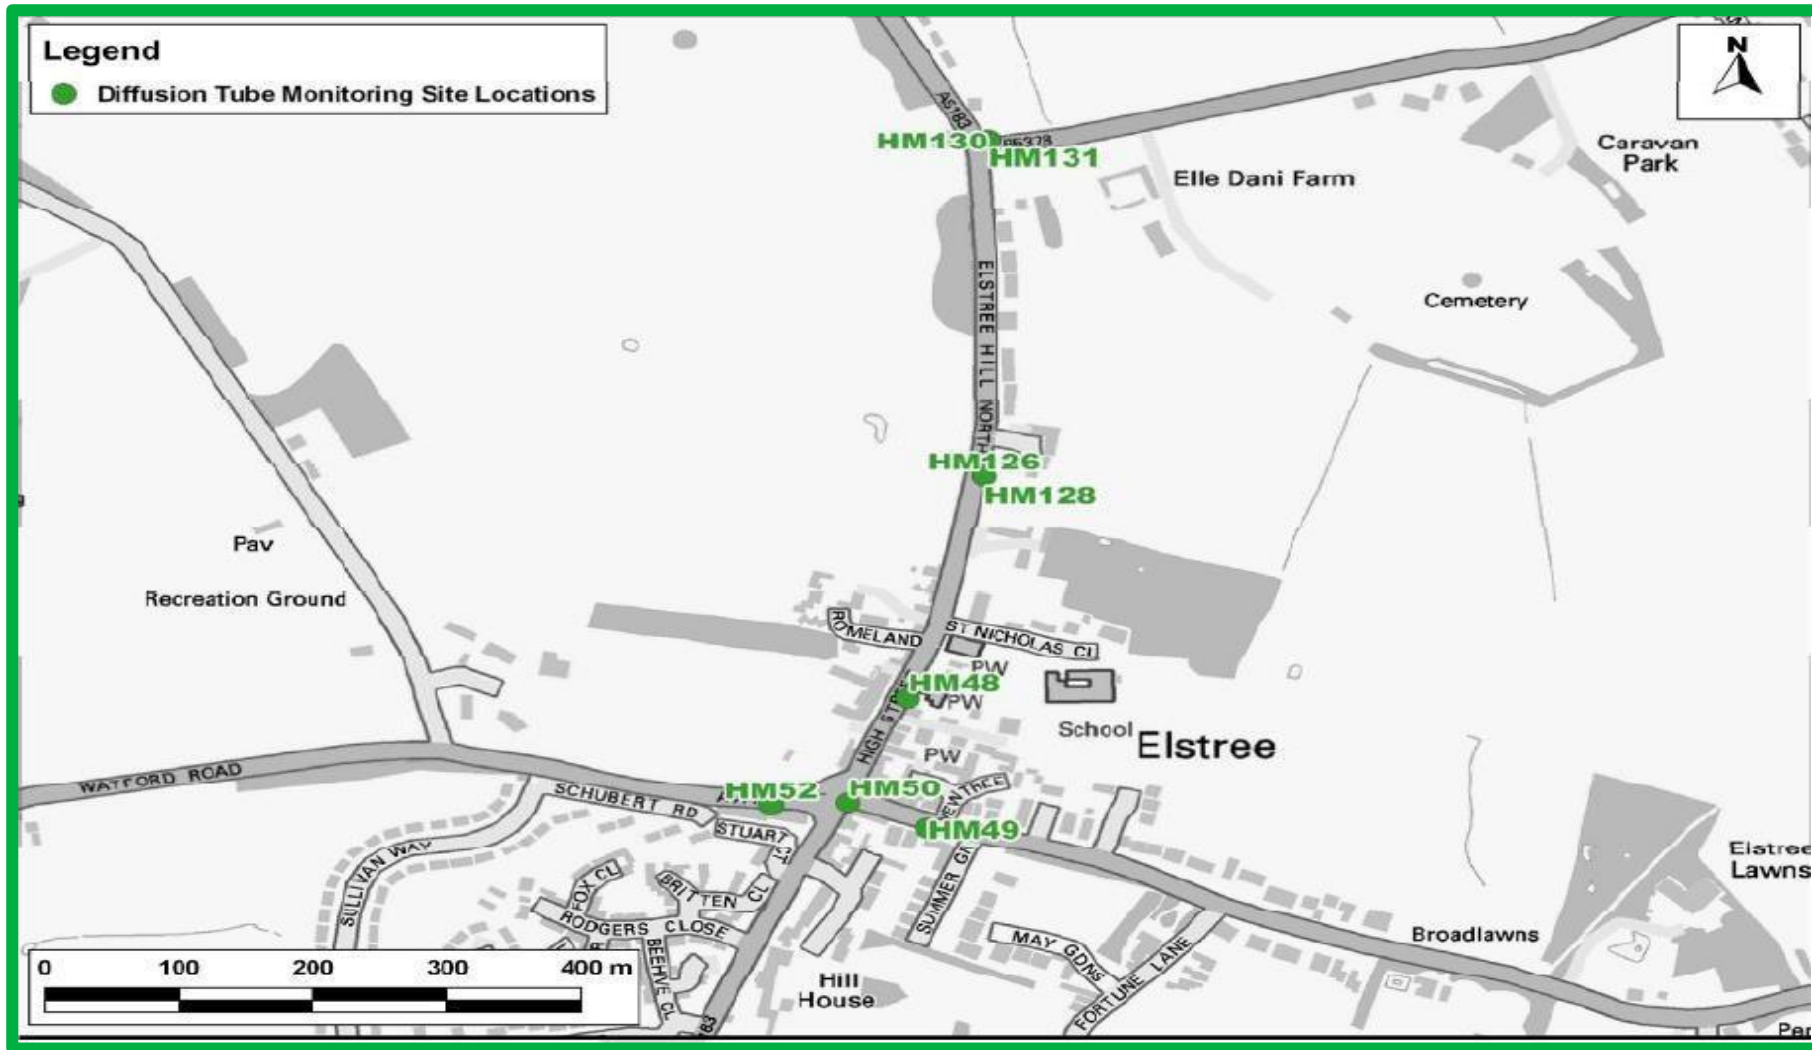 Legend
Diffusion Tube Monitoring Site Locations
N
A5183
HM130
HM131
Caravan
Park
Elle Dani Farm
ELSTREE HILL NORTH
Cemetery
HM126
HM128
Pav
Recreation Ground
ROMELAND
ST NICHOLAS CL
PW
HM48
PW
HIGH STREET
School
Elstree
PW
WATFORD ROAD
SCHUBERT RD
HM52
HM50
HM49
STUART CT
SULLIVAN WAY
FOX CL
BRITTEN CL
RODGERS CLOSE
BEEHIVE CL
SUMMER GR
MAY GDNS
FORTUNE LANE
Broadlawns
Elstree
Lawns
Hill
House
0 100 200 300 400 m